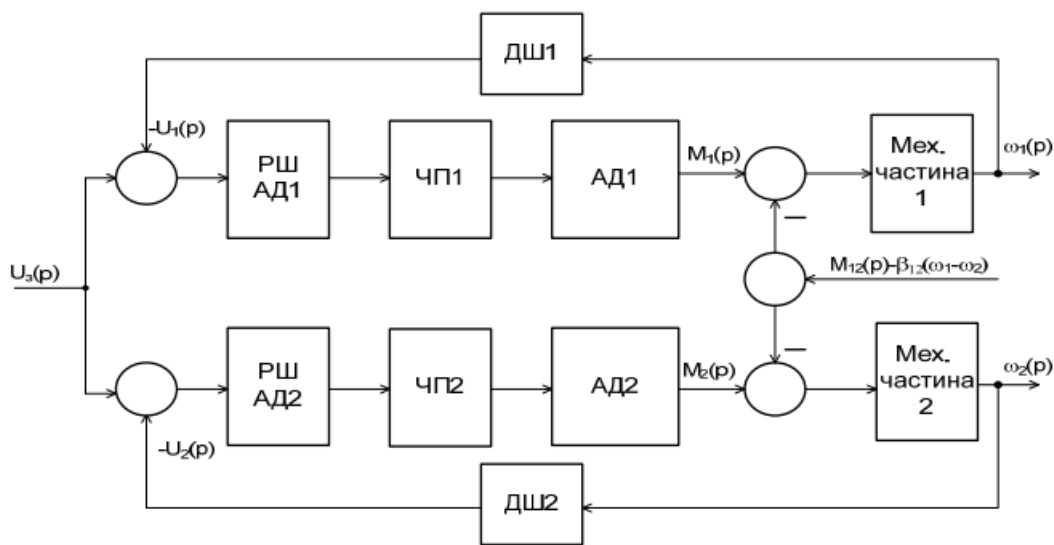 ДШ1
-U₁(p)
РШ
АД1
ЧП1
АД1
M₁(p)
Мех.
частина
1
ω₁(p)
U₃(p)
M₁₂(p)-β₁₂(ω₁-ω₂)
РШ
АД2
ЧП2
АД2
M₂(p)
Мех.
частина
2
ω₂(p)
-U₂(p)
ДШ2